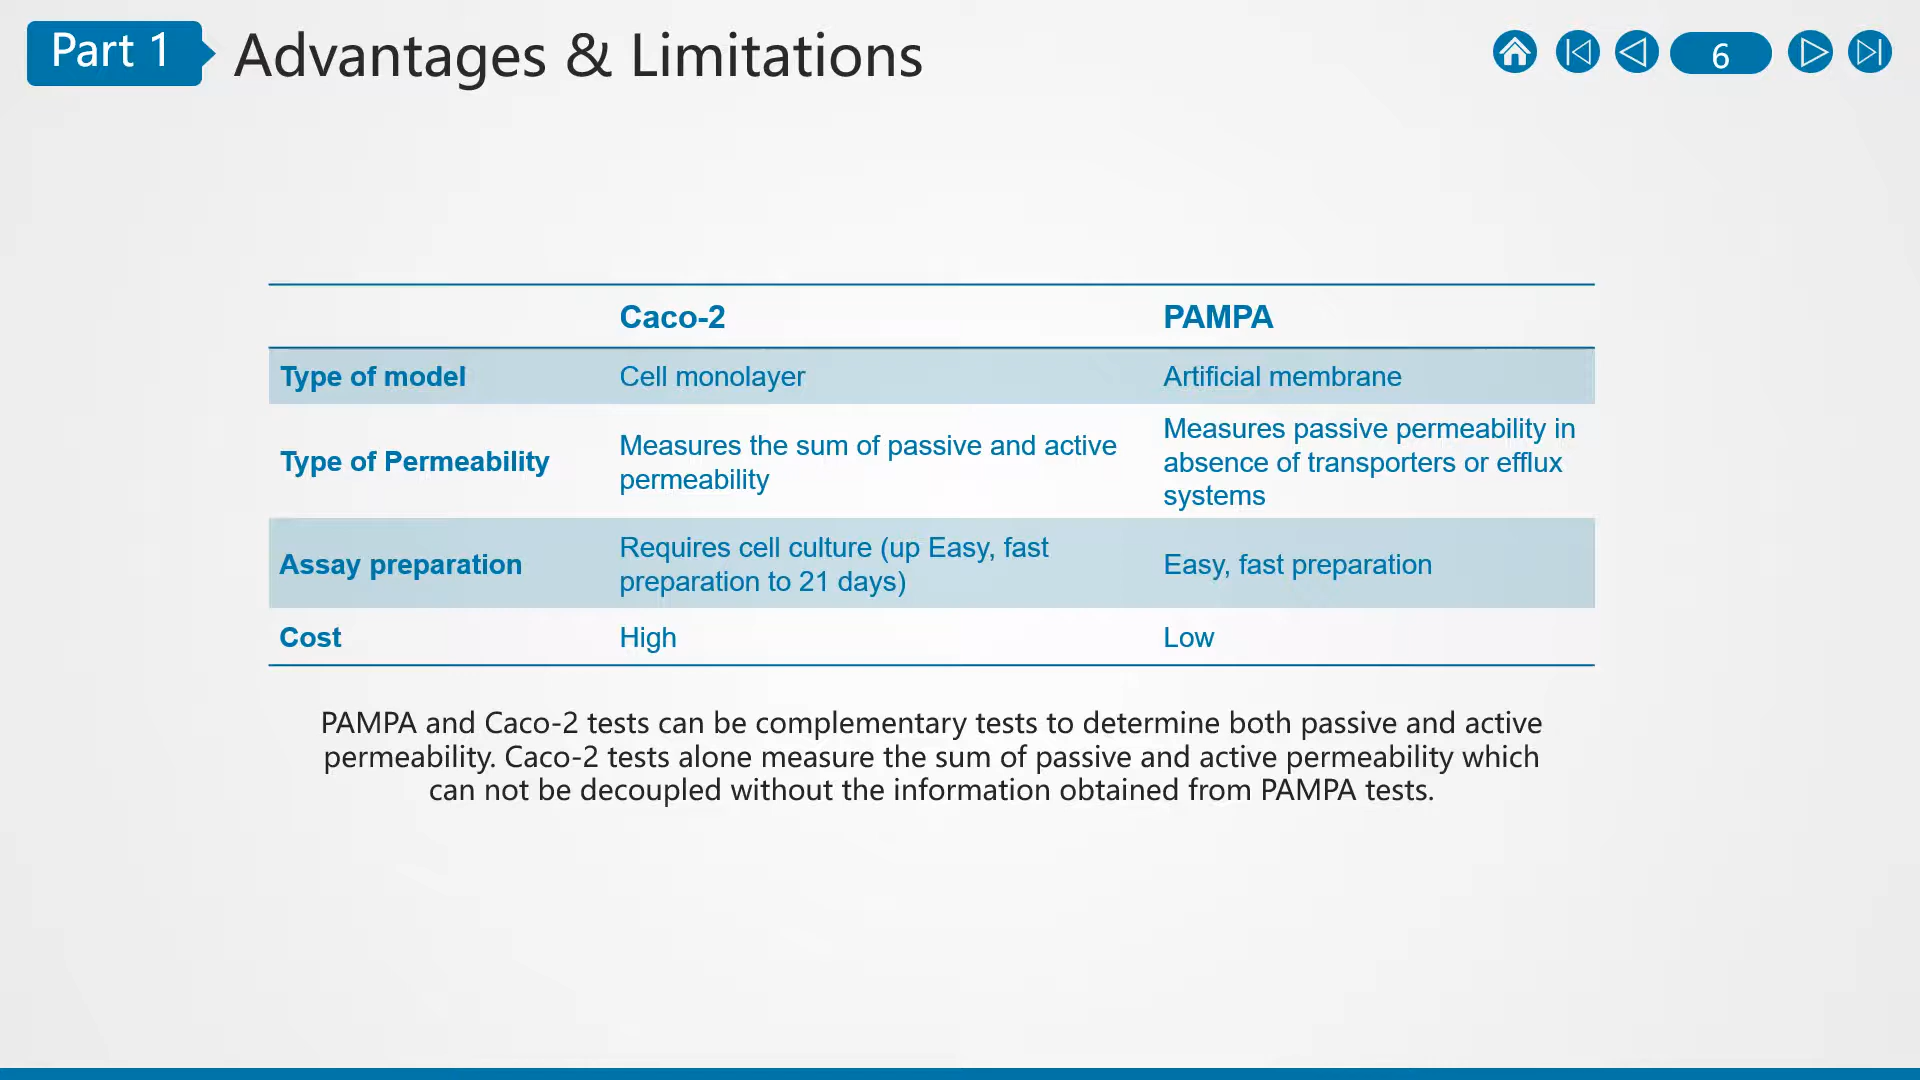 Part 1
Advantages & Limitations
6
Caco-2 PAMPA
Type of model Cell monolayer Artificial membrane
Type of Permeability
Measures the sum of passive and active
permeability
Measures passive permeability in
absence of transporters or efflux
systems
Assay preparation
Requires cell culture (up Easy, fast
preparation to 21 days)
Easy, fast preparation
Cost High Low
PAMPA and Caco-2 tests can be complementary tests to determine both passive and active
permeability. Caco-2 tests alone measure the sum of passive and active permeability which
can not be decoupled without the information obtained from PAMPA tests.